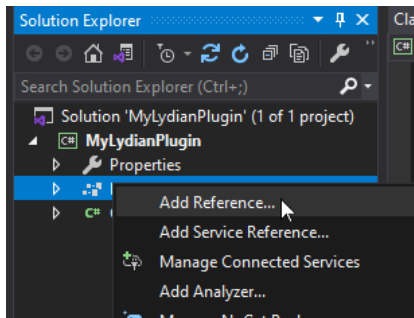 Solution Explorer
Cla
C#
Search Solution Explorer (Ctrl+;)
Solution 'MyLydianPlugin' (1 of 1 project)
C# MyLydianPlugin
Properties
Add Reference...
C#
Add Service Reference...
Manage Connected Services
Add Analyzer...